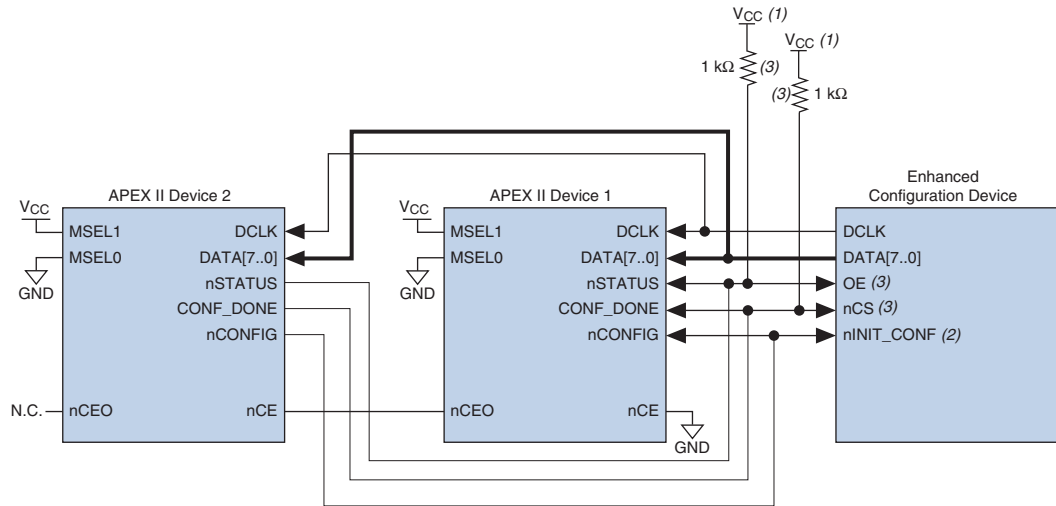 VCC (1)
VCC (1)
1 kΩ
(3)
(3)
1 kΩ
APEX II Device 2
APEX II Device 1
Enhanced
Configuration Device
VCC
MSEL1
DCLK
MSEL0
DATA[7..0]
GND
nSTATUS
CONF_DONE
nCONFIG
N.C.
nCEO
nCE
VCC
MSEL1
DCLK
MSEL0
DATA[7..0]
GND
nSTATUS
CONF_DONE
nCONFIG
nCEO
nCE
GND
DCLK
DATA[7..0]
OE (3)
nCS (3)
nINIT_CONF (2)